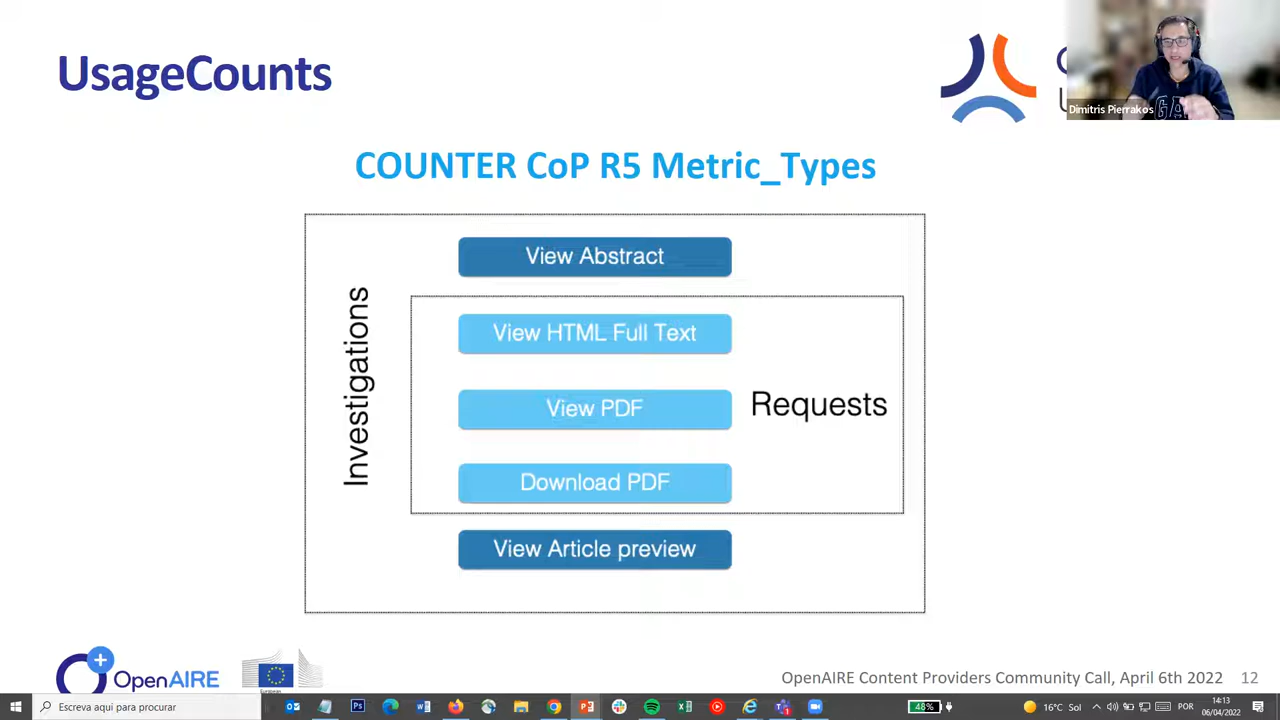 UsageCounts
Dimitris Pierrakos
COUNTER CoP R5 Metric_Types
View Abstract
Investigations
View HTML Full Text
View PDF
Requests
Download PDF
View Article preview
OpenAIRE
European
OpenAIRE Content Providers Community Call, April 6th 2022 12
Escreva aqui para procurar
48%
16°C Sol
POR
14:13
06/04/2022